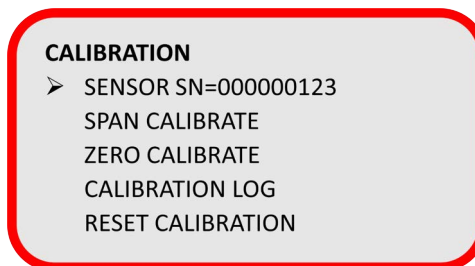 CALIBRATION
➢ SENSOR SN=000000123
SPAN CALIBRATE
ZERO CALIBRATE
CALIBRATION LOG
RESET CALIBRATION